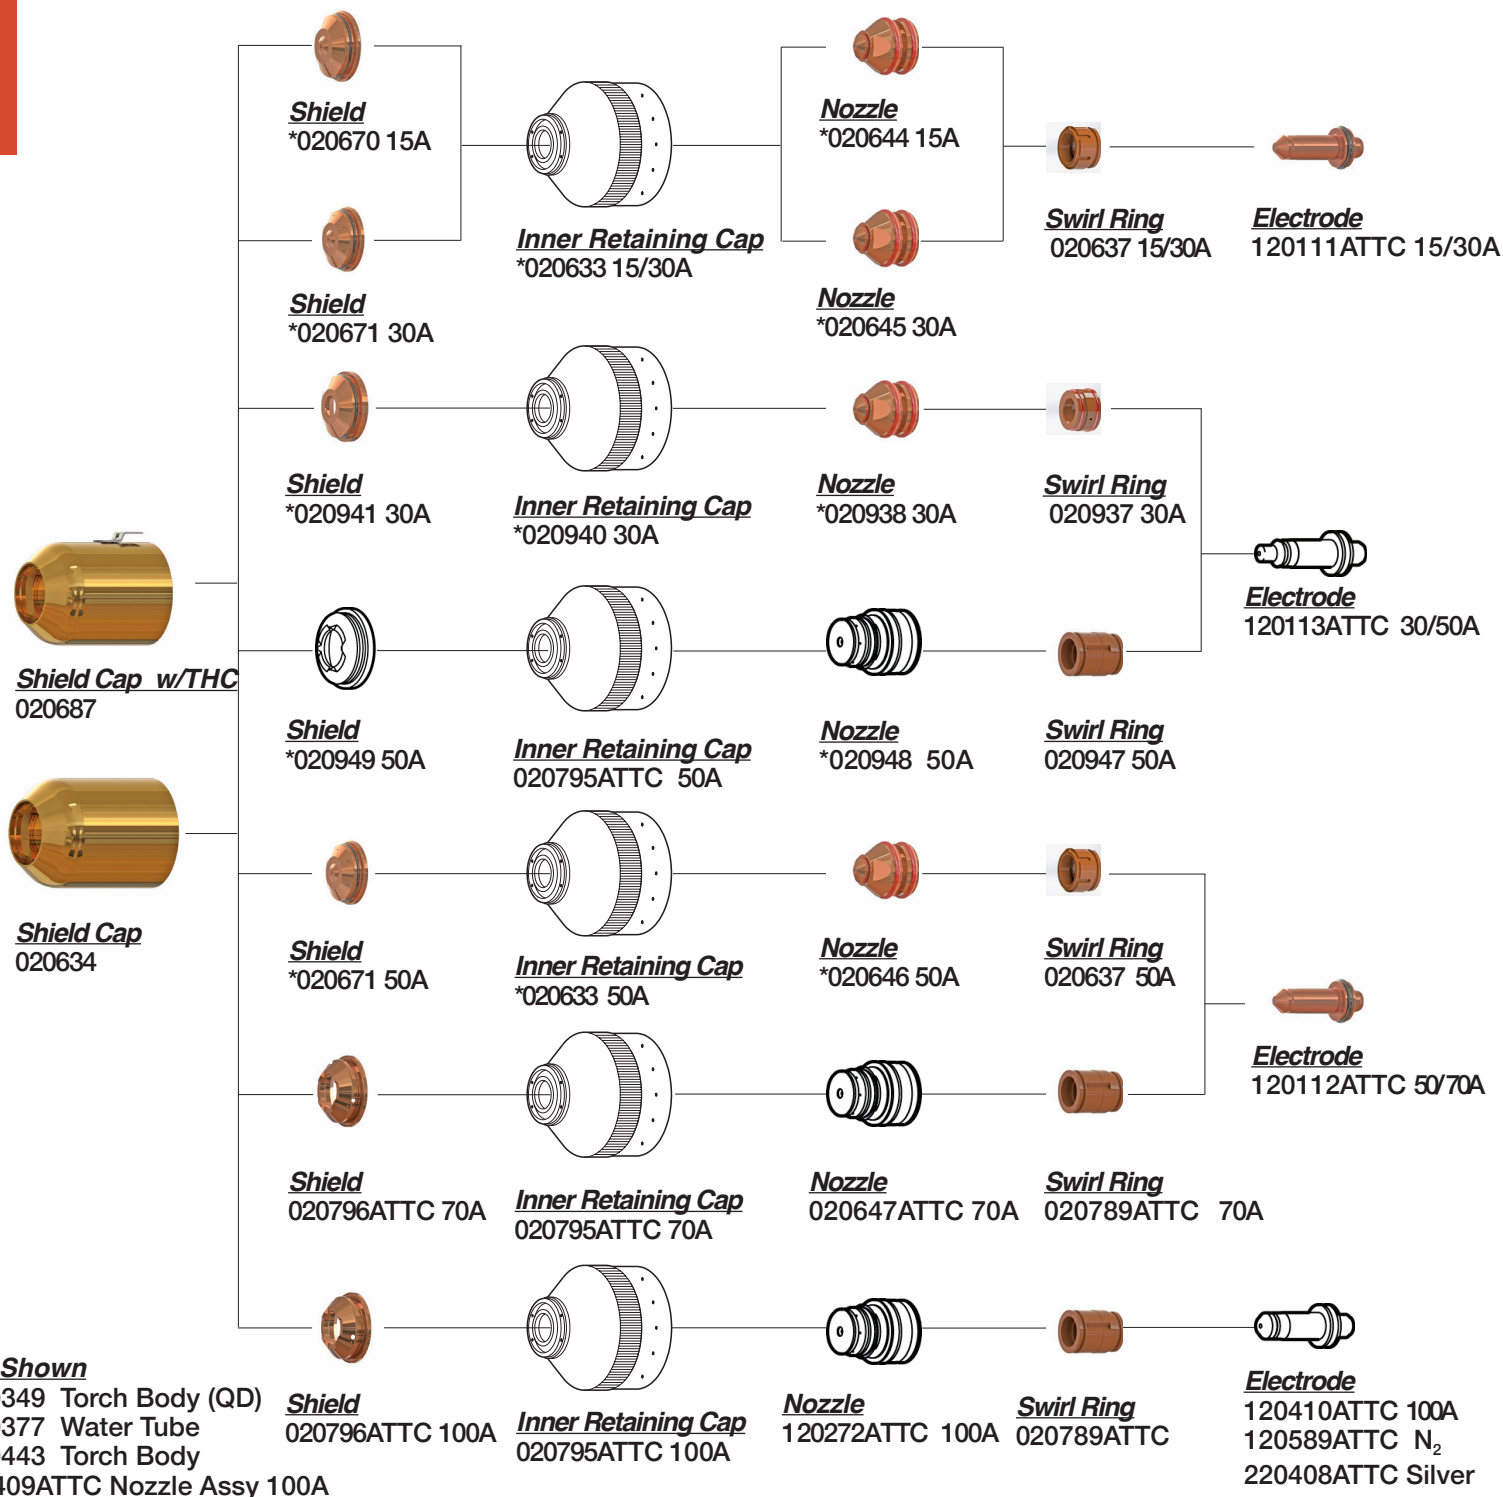 Shield
*020670 15A
Inner Retaining Cap
*020633 15/30A
Nozzle
*020644 15A
Swirl Ring
020637 15/30A
Electrode
120111ATTC 15/30A
Shield
*020671 30A
Nozzle
*020645 30A
Shield
*020941 30A
Inner Retaining Cap
*020940 30A
Nozzle
*020938 30A
Swirl Ring
020937 30A
Electrode
120113ATTC 30/50A
Shield Cap w/THC
020687
Shield
*020949 50A
Inner Retaining Cap
020795ATTC 50A
Nozzle
*020948 50A
Swirl Ring
020947 50A
Shield Cap
020634
Shield
*020671 50A
Inner Retaining Cap
*020633 50A
Nozzle
*020646 50A
Swirl Ring
020637 50A
Electrode
120112ATTC 50/70A
Shield
020796ATTC 70A
Inner Retaining Cap
020795ATTC 70A
Nozzle
020647ATTC 70A
Swirl Ring
020789ATTC 70A
Shield
020796ATTC 100A
Inner Retaining Cap
020795ATTC 100A
Nozzle
120272ATTC 100A
Swirl Ring
020789ATTC
Electrode
120410ATTC 100A
120589ATTC N₂
220408ATTC Silver
Shown
349 Torch Body (QD)
377 Water Tube
443 Torch Body
409ATTC Nozzle Assy 100A